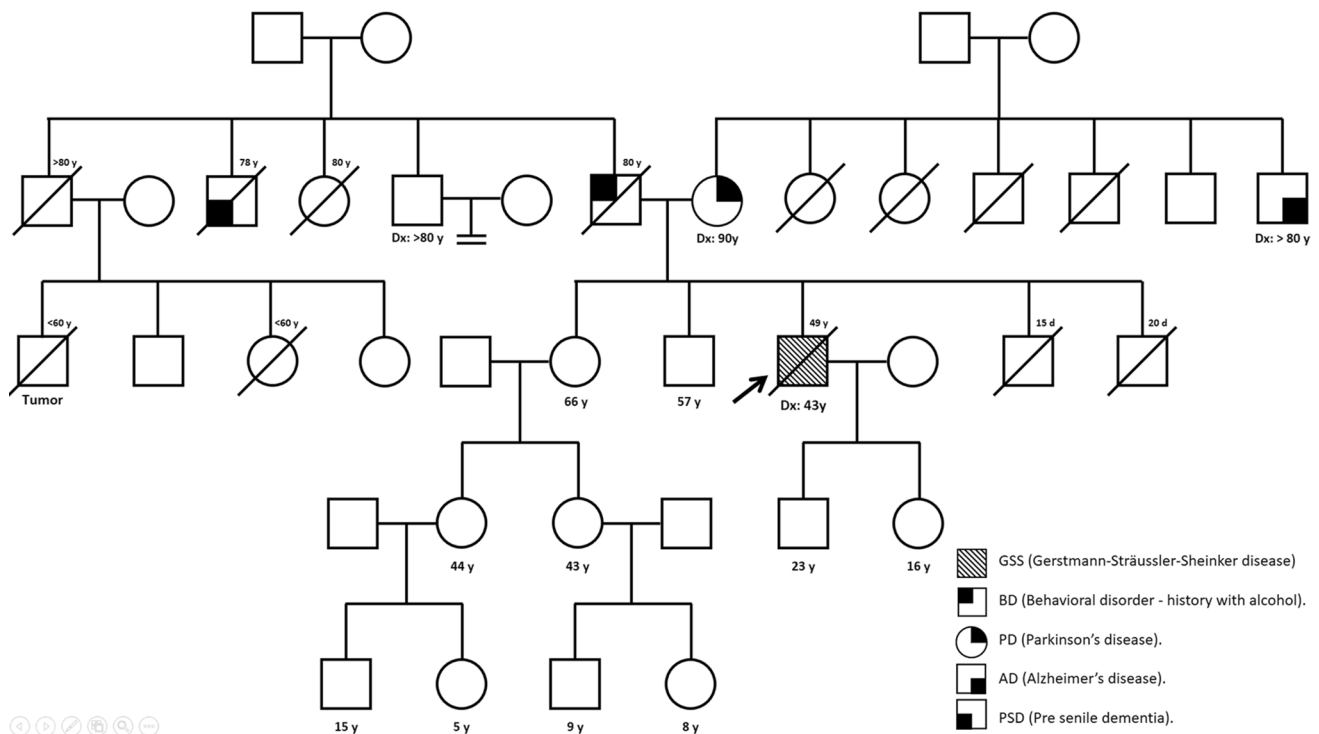 >80 y
78 y
80 y
80 y
Dx: >80 y
Dx: 90y
Dx: > 80 y
<60 y
<60 y
49 y
15 d
20 d
Tumor
66 y
57 y
Dx: 43y
44 y
43 y
23 y
16 y
GSS (Gerstmann-Sträussler-Sheinker disease)
BD (Behavioral disorder - history with alcohol).
PD (Parkinson's disease).
AD (Alzheimer's disease).
PSD (Pre senile dementia).
15 y
5 y
9 y
8 y